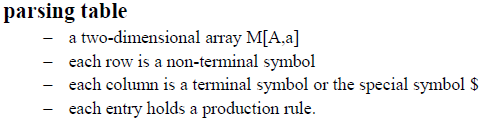 parsing table
– a two-dimensional array M[A,a]
– each row is a non-terminal symbol
– each column is a terminal symbol or the special symbol $
– each entry holds a production rule.